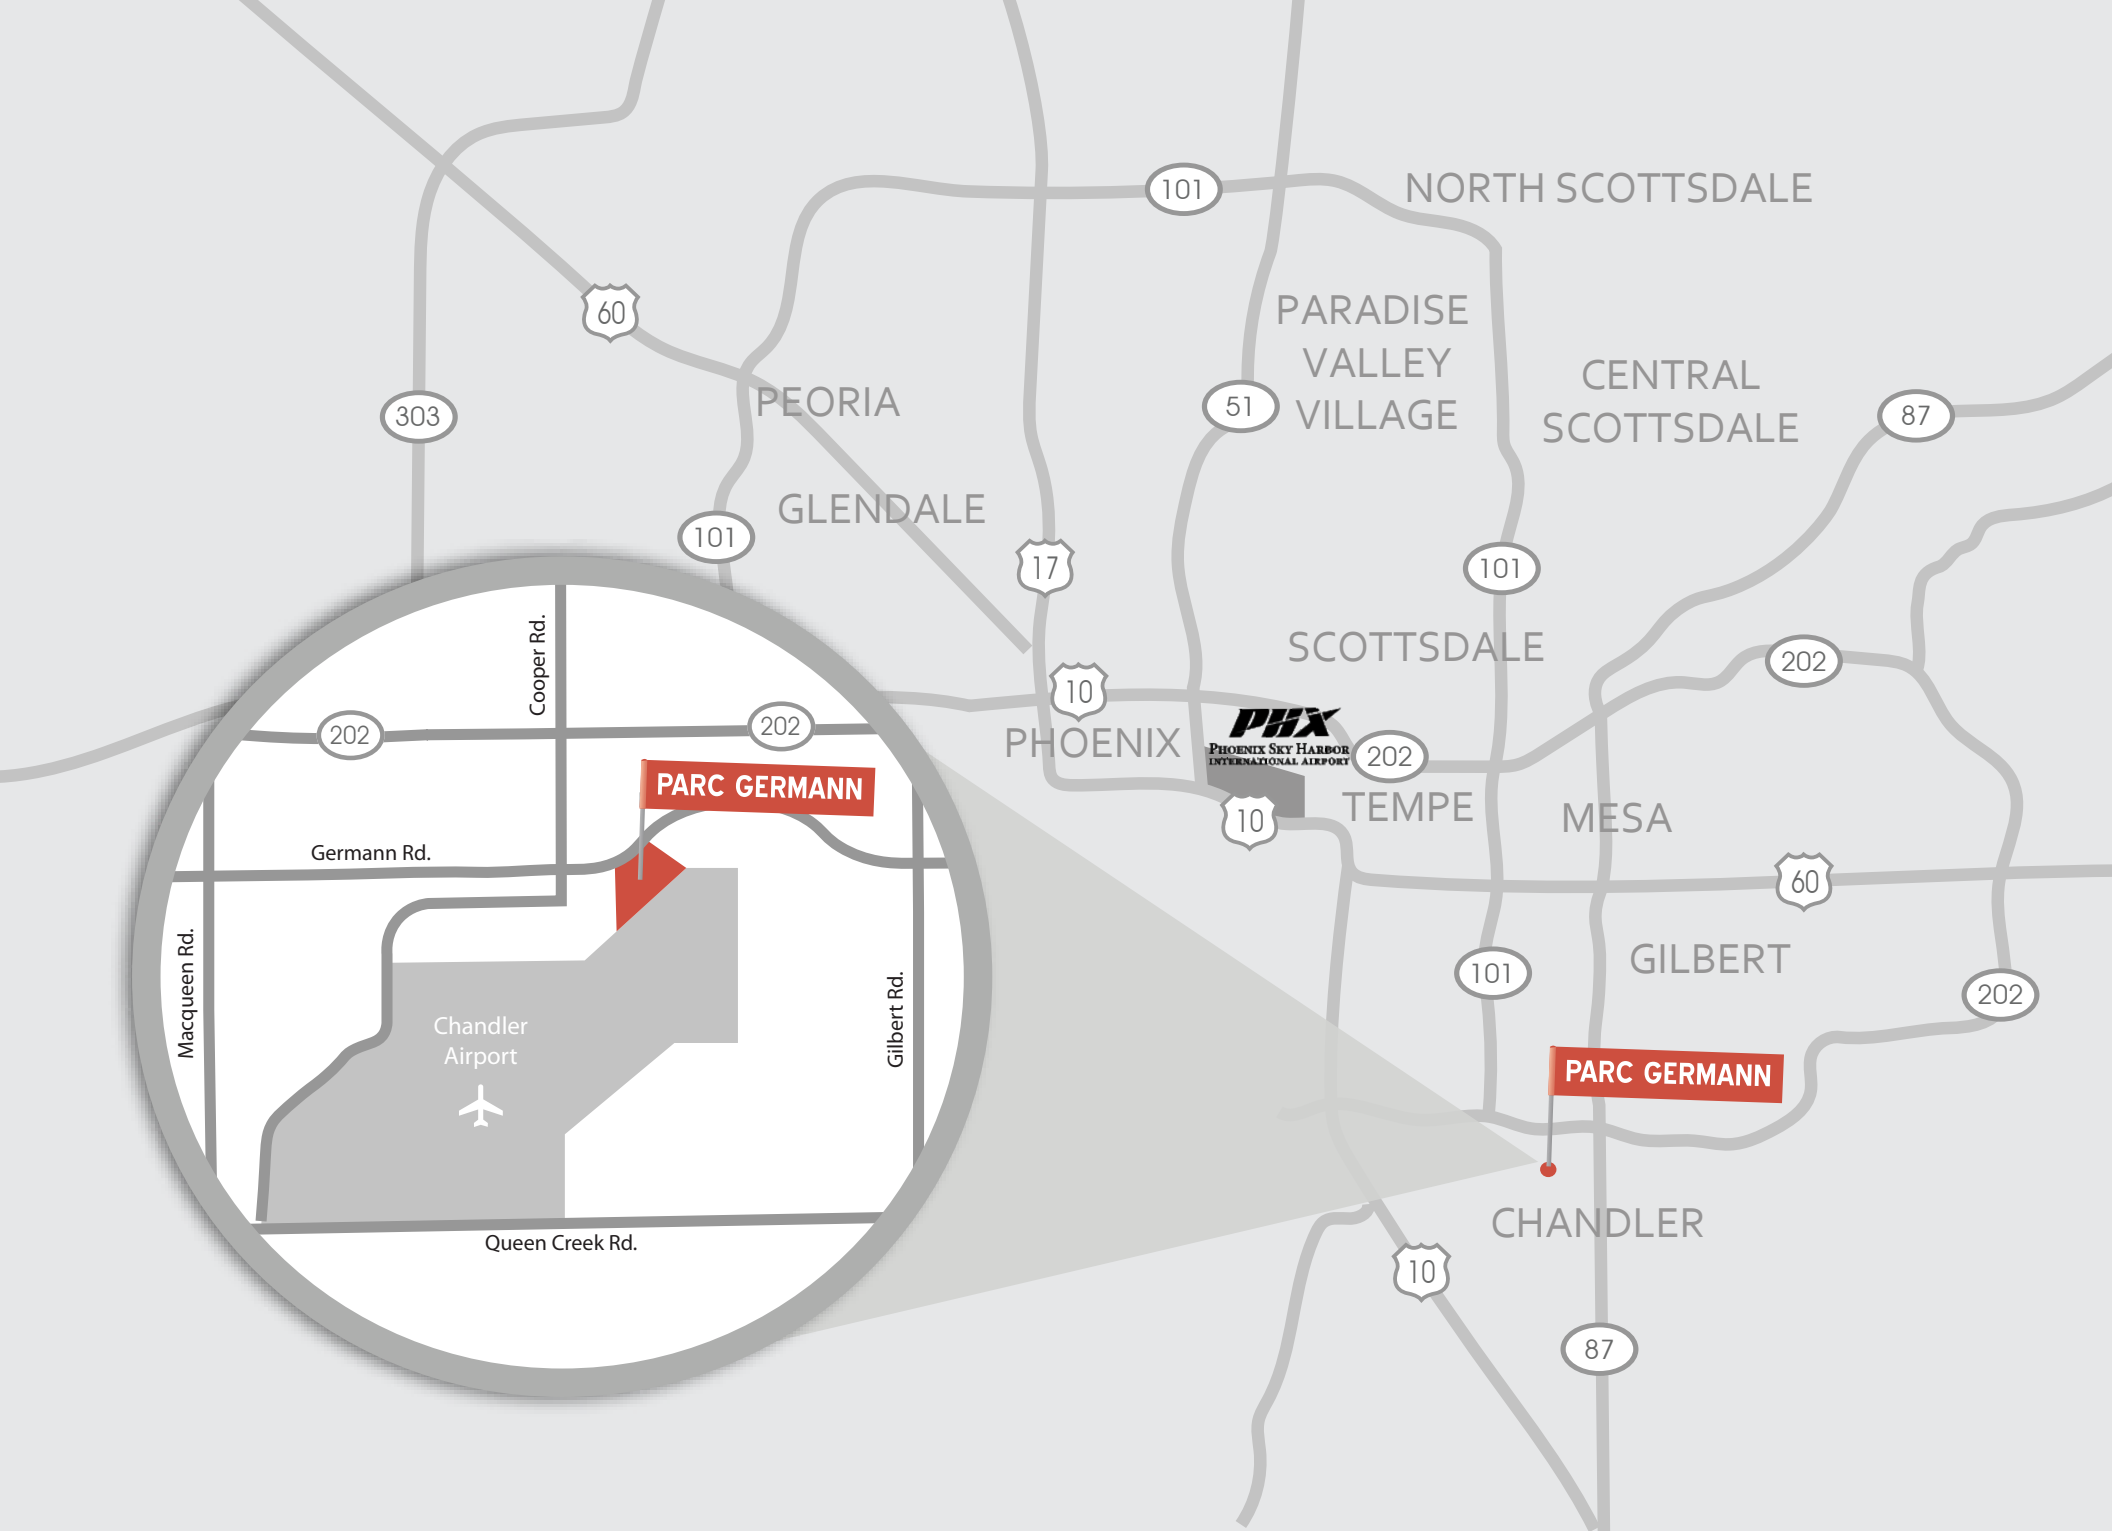 101
NORTH SCOTTSDALE
60
PARADISE
VALLEY
VILLAGE
303
PEORIA
51
CENTRAL
SCOTTSDALE
87
GLENDALE
101
17
101
SCOTTSDALE
202
10
PHOENIX
PHX
PHOENIX SKY HARBOR
INTERNATIONAL AIRPORT
202
10
TEMPE
MESA
60
GILBERT
101
202
PARC GERMANN
CHANDLER
10
87
Cooper Rd.
202
202
PARC GERMANN
Germann Rd.
Macqueen Rd.
Gilbert Rd.
Chandler
Airport
Queen Creek Rd.